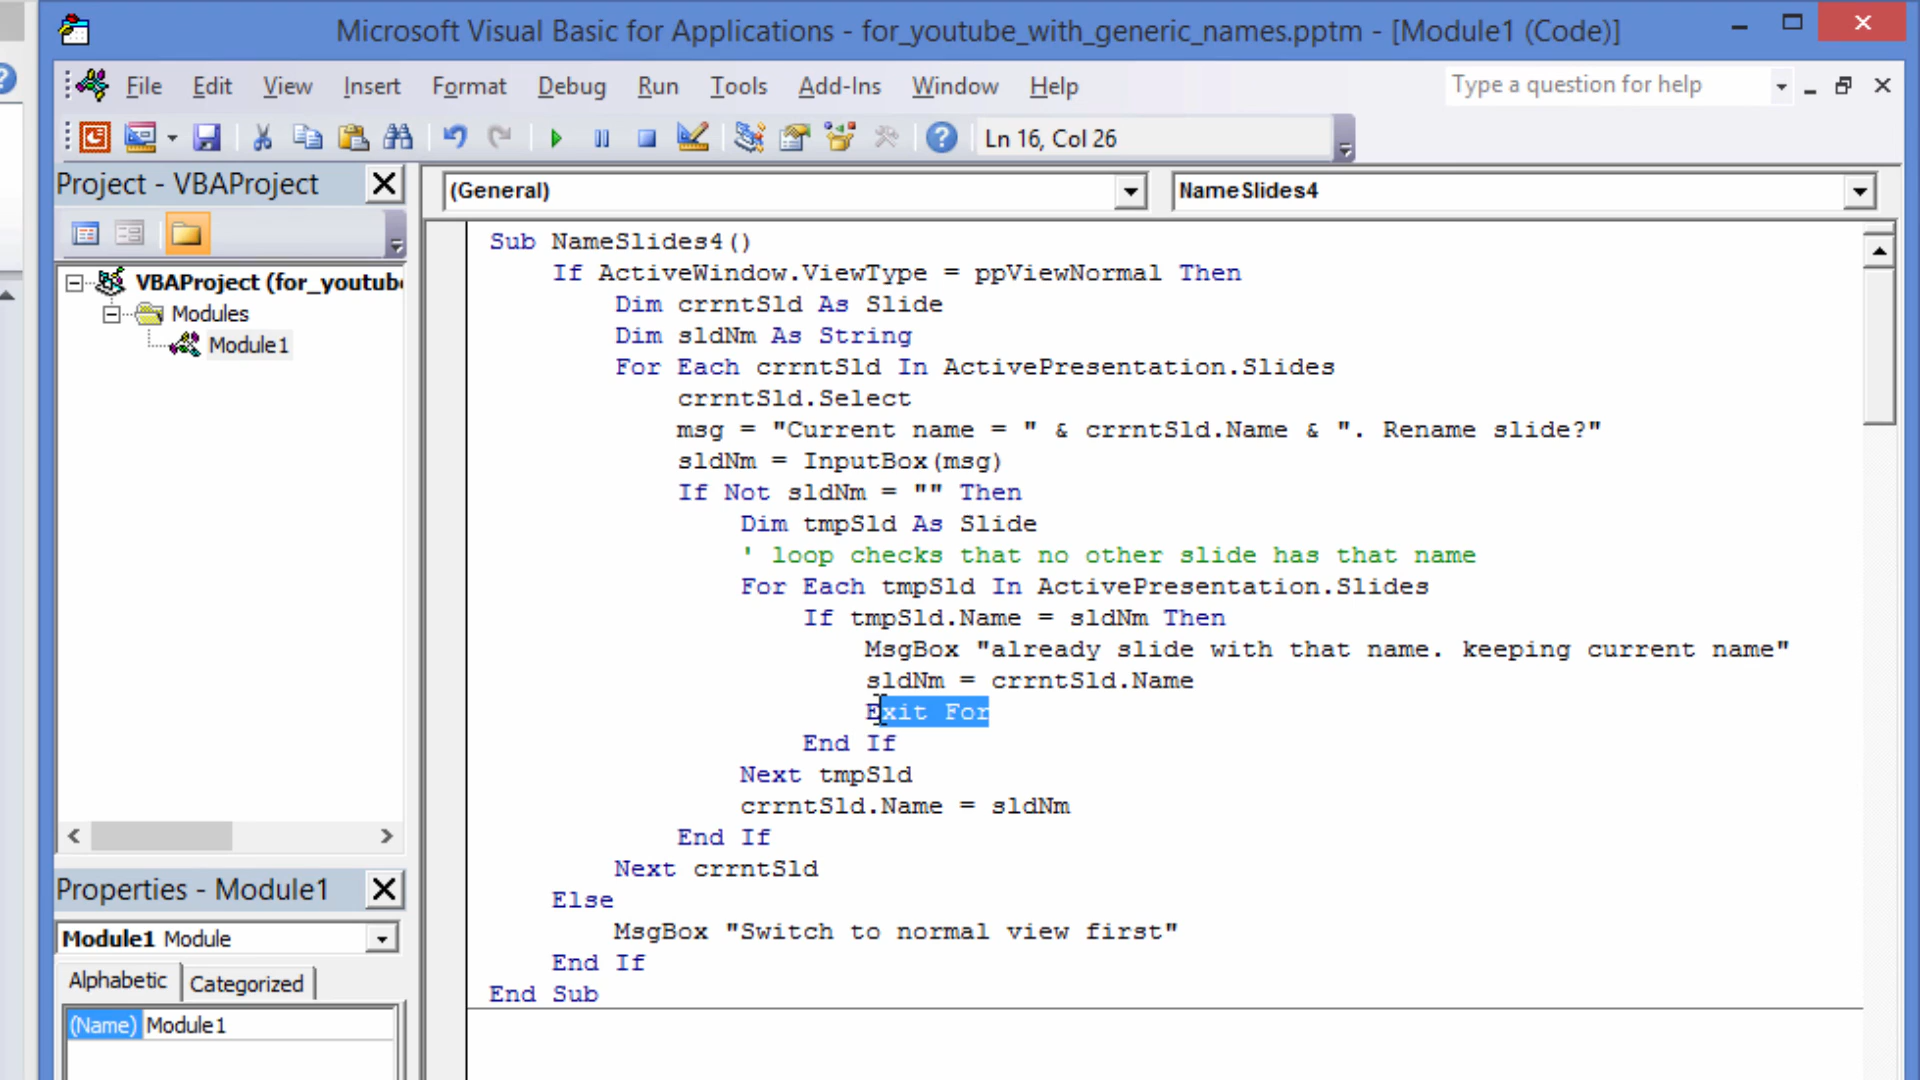 Microsoft Visual Basic for Applications - for_youtube_with_generic_names.pptm - [Module1 (Code)]
File Edit View Insert Format Debug Run Tools Add-Ins Window Help
Type a question for help
Ln 16, Col 26
Project - VBAProject
(General)
NameSlides4
VBAProject (for_youtub
Modules
Module1
Sub NameSlides4()
If ActiveWindow.ViewType = ppViewNormal Then
Dim crrntSld As Slide
Dim sldNm As String
For Each crrntSld In ActivePresentation.Slides
crrntSld.Select
msg = "Current name = " & crrntSld.Name & ". Rename slide?"
sldNm = InputBox(msg)
If Not sldNm = "" Then
Dim tmpSld As Slide
' loop checks that no other slide has that name
For Each tmpSld In ActivePresentation.Slides
If tmpSld.Name = sldNm Then
MsgBox "already slide with that name. keeping current name"
sldNm = crrntSld.Name
Exit For
End If
Next tmpSld
crrntSld.Name = sldNm
End If
Next crrntSld
Else
MsgBox "Switch to normal view first"
End If
End Sub
Properties - Module1
Module1 Module
Alphabetic
Categorized
(Name) Module1